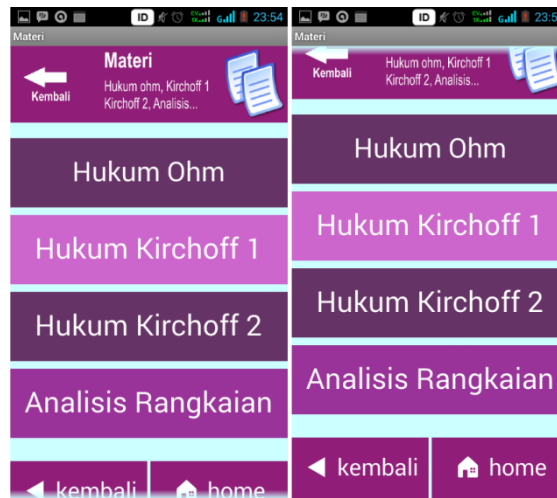 ID
23:54
Materi
Materi
Hukum ohm, Kirchoff 1
Kirchoff 2, Analisis...
Kembali
Hukum Ohm
Hukum Kirchoff 1
Hukum Kirchoff 2
Analisis Rangkaian
kembali
home
ID
Materi
Hukum ohm, Kirchoff 1
Kirchoff 2, Analisis...
Kembali
Hukum Ohm
Hukum Kirchoff 1
Hukum Kirchoff 2
Analisis Rangkaian
kembali
home